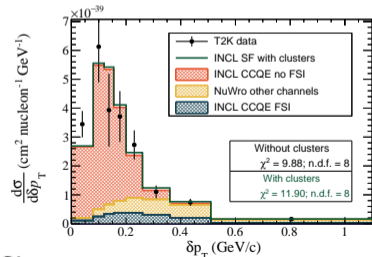 ×10⁻³⁹
7
6
5
4
3
2
1
0
0
0.2
0.4
0.6
0.8
1
dσ/dδp_T (cm² nucleon⁻¹ GeV⁻¹)
δp_T (GeV/c)
T2K data
INCL SF with clusters
INCL CCQE no FSI
NuWro other channels
INCL CCQE FSI
Without clusters
χ² = 9.88; n.d.f. = 8
With clusters
χ² = 11.90; n.d.f. = 8